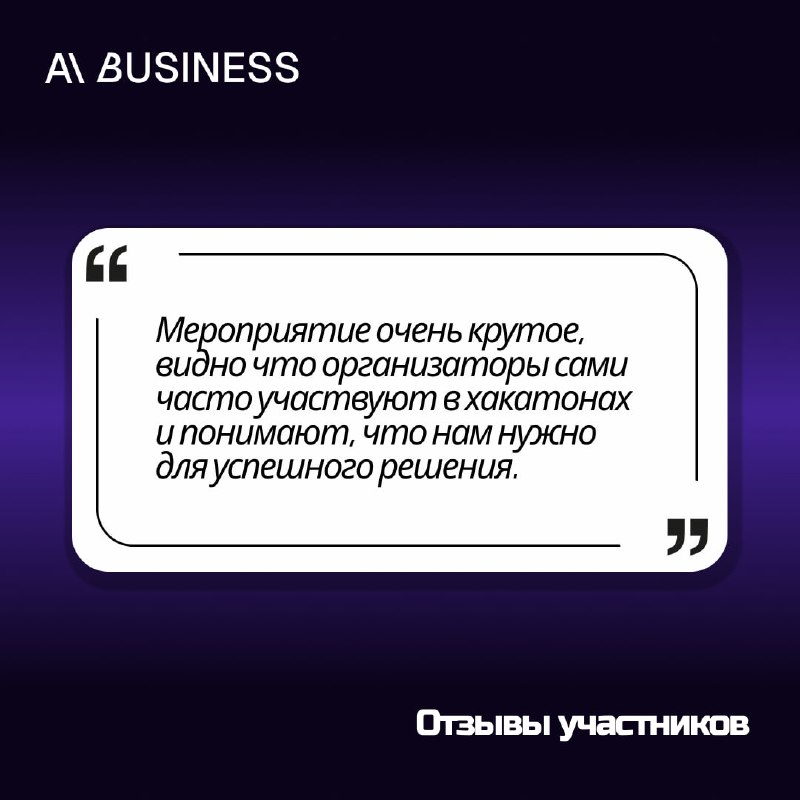 AI BUSINESS
“
Мероприятие очень крутое,
видно что организаторы сами
часто участвуют в хакатонах
и понимают, что нам нужно
для успешного решения.
”
Отзывы участников